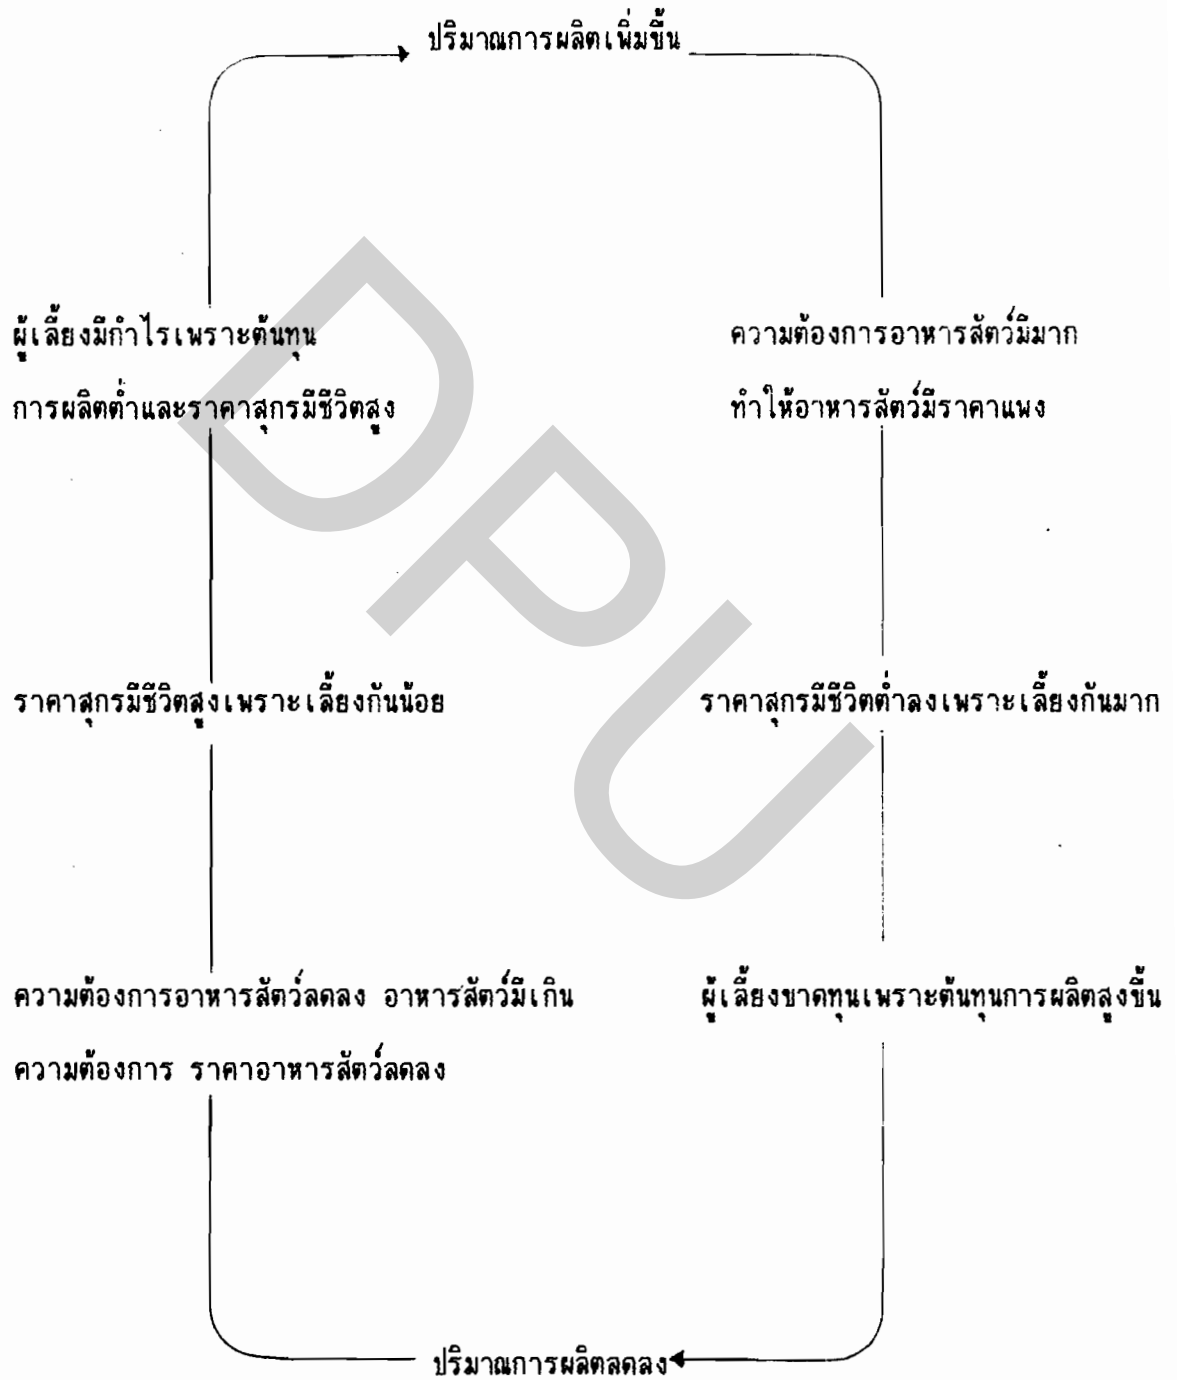 ปริมาณการผลิตเพิ่มขึ้น
ผู้เลี้ยงมีกำไรเพราะต้นทุน
การผลิตต่ำและราคาสุกรมีชีวิตสูง
ความต้องการอาหารสัตว์มีมาก
ทำให้อาหารสัตว์มีราคาแพง
ราคาสุกรมีชีวิตสูงเพราะเลี้ยงกันน้อย
ราคาสุกรมีชีวิตต่ำลงเพราะเลี้ยงกันมาก
ความต้องการอาหารสัตว์ลดลง อาหารสัตว์มีเกิน
ความต้องการ ราคาอาหารสัตว์ลดลง
ผู้เลี้ยงขาดทุนเพราะต้นทุนการผลิตสูงขึ้น
ปริมาณการผลิตลดลง
DPU